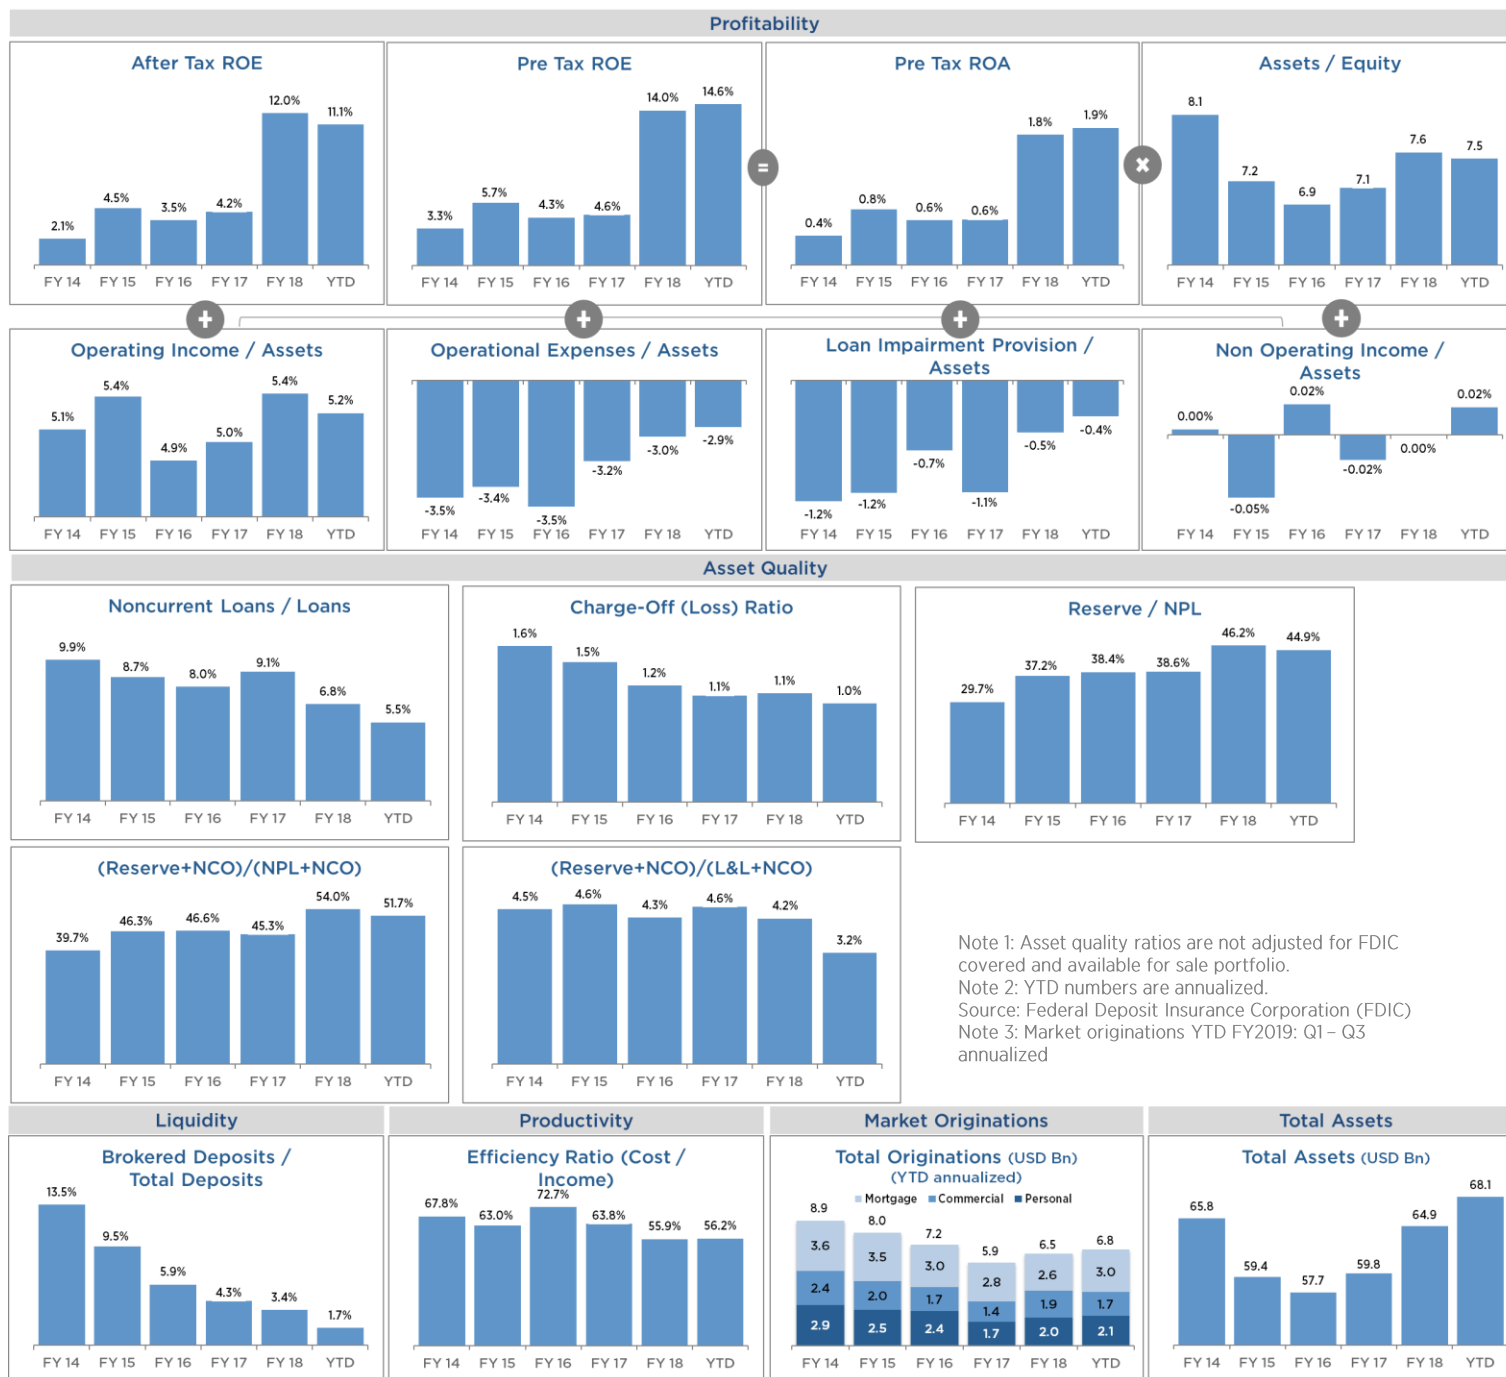 Profitability
After Tax ROE
2.1%
4.5%
3.5%
4.2%
12.0%
11.1%
FY 14 FY 15 FY 16 FY 17 FY 18 YTD
Pre Tax ROE
3.3%
5.7%
4.3%
4.6%
14.0%
14.6%
FY 14 FY 15 FY 16 FY 17 FY 18 YTD
=
Pre Tax ROA
0.4%
0.8%
0.6%
0.6%
1.8%
1.9%
FY 14 FY 15 FY 16 FY 17 FY 18 YTD
×
Assets / Equity
8.1
7.2
6.9
7.1
7.6
7.5
FY 14 FY 15 FY 16 FY 17 FY 18 YTD
+
+
+
+
Operating Income / Assets
5.1%
5.4%
4.9%
5.0%
5.4%
5.2%
FY 14 FY 15 FY 16 FY 17 FY 18 YTD
Operational Expenses / Assets
-3.5%
-3.4%
-3.5%
-3.2%
-3.0%
-2.9%
FY 14 FY 15 FY 16 FY 17 FY 18 YTD
Loan Impairment Provision /
Assets
-1.2%
-1.2%
-0.7%
-1.1%
-0.5%
-0.4%
FY 14 FY 15 FY 16 FY 17 FY 18 YTD
Non Operating Income /
Assets
0.00%
-0.05%
0.02%
-0.02%
0.00%
0.02%
FY 14 FY 15 FY 16 FY 17 FY 18 YTD
Asset Quality
Noncurrent Loans / Loans
9.9%
8.7%
8.0%
9.1%
6.8%
5.5%
FY 14 FY 15 FY 16 FY 17 FY 18 YTD
Charge-Off (Loss) Ratio
1.6%
1.5%
1.2%
1.1%
1.1%
1.0%
FY 14 FY 15 FY 16 FY 17 FY 18 YTD
Reserve / NPL
29.7%
37.2%
38.4%
38.6%
46.2%
44.9%
FY 14 FY 15 FY 16 FY 17 FY 18 YTD
(Reserve+NCO)/(NPL+NCO)
39.7%
46.3%
46.6%
45.3%
54.0%
51.7%
FY 14 FY 15 FY 16 FY 17 FY 18 YTD
(Reserve+NCO)/(L&L+NCO)
4.5%
4.6%
4.3%
4.6%
4.2%
3.2%
FY 14 FY 15 FY 16 FY 17 FY 18 YTD
Note 1: Asset quality ratios are not adjusted for FDIC
covered and available for sale portfolio.
Note 2: YTD numbers are annualized.
Source: Federal Deposit Insurance Corporation (FDIC)
Note 3: Market originations YTD FY2019: Q1 – Q3
annualized
Liquidity
Brokered Deposits /
Total Deposits
13.5%
9.5%
5.9%
4.3%
3.4%
1.7%
FY 14 FY 15 FY 16 FY 17 FY 18 YTD
Productivity
Efficiency Ratio (Cost /
Income)
67.8%
63.0%
72.7%
63.8%
55.9%
56.2%
FY 14 FY 15 FY 16 FY 17 FY 18 YTD
Market Originations
Total Originations (USD Bn)
(YTD annualized)
Mortgage Commercial Personal
8.9 8.0 7.2 5.9 6.5 6.8
3.6 3.5 3.0 2.8 2.6 3.0
2.4 2.0 1.7 1.4 1.9 1.7
2.9 2.5 2.4 1.7 2.0 2.1
FY 14 FY 15 FY 16 FY 17 FY 18 YTD
Total Assets
Total Assets (USD Bn)
65.8
59.4
57.7
59.8
64.9
68.1
FY 14 FY 15 FY 16 FY 17 FY 18 YTD